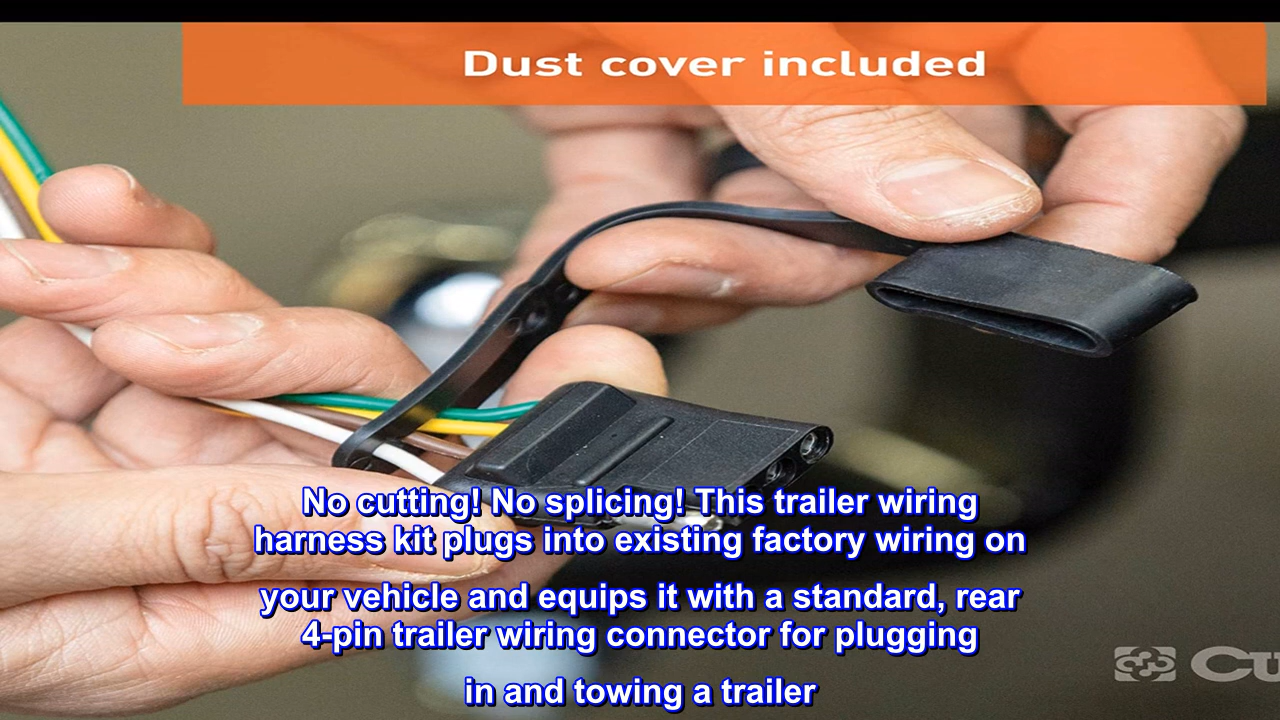 Dust cover included
No cutting! No splicing! This trailer wiring
harness kit plugs into existing factory wiring on
your vehicle and equips it with a standard, rear
4-pin trailer wiring connector for plugging
in and towing a trailer